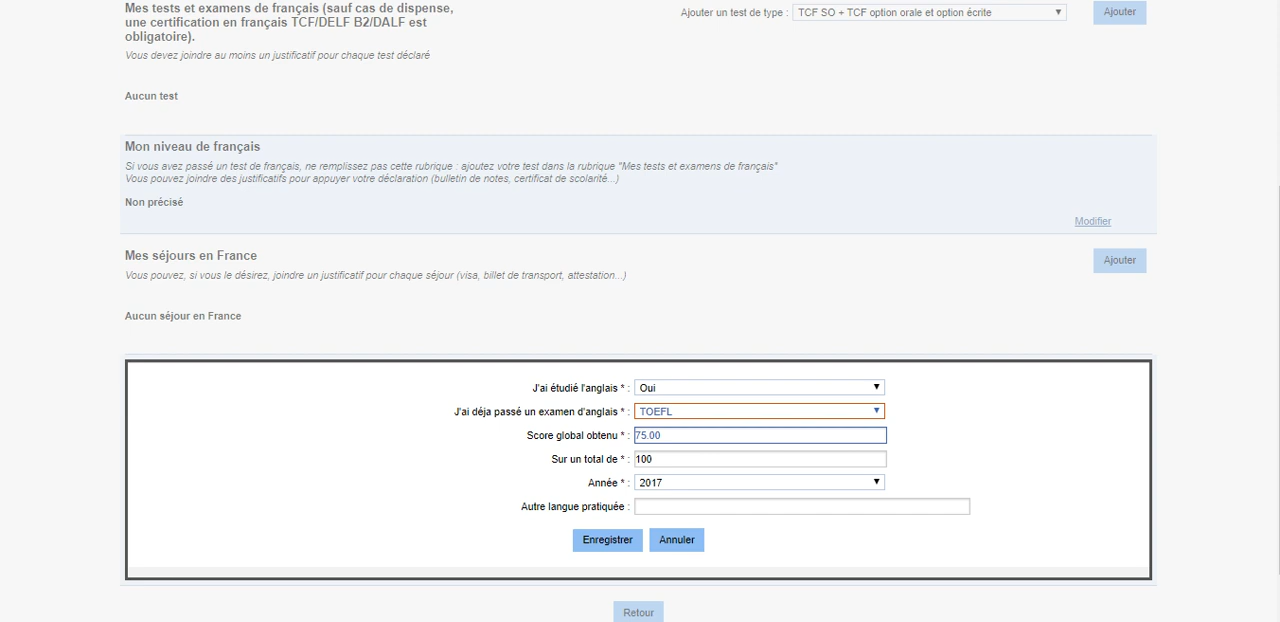 Mes tests et examens de français (sauf cas de dispense,
une certification en français TCF/DELF B2/DALF est
obligatoire).
Ajouter un test de type : TCF SO + TCF option orale et option écrite Ajouter
Vous devez joindre au moins un justificatif pour chaque test déclaré
Aucun test
Mon niveau de français
Si vous avez passé un test de français, ne remplissez pas cette rubrique : ajoutez votre test dans la rubrique "Mes tests et examens de français"
Vous pouvez joindre des justificatifs pour appuyer votre déclaration (bulletin de notes, certificat de scolarité...)
Non précisé
Modifier
Mes séjours en France
Ajouter
Vous pouvez, si vous le désirez, joindre un justificatif pour chaque séjour (visa, billet de transport, attestation...)
Aucun séjour en France
J'ai étudié l'anglais * : Oui
J'ai déja passé un examen d'anglais * : TOEFL
Score global obtenu * : 75.00
Sur un total de * : 100
Année * : 2017
Autre langue pratiquée :
Enregistrer Annuler
Retour